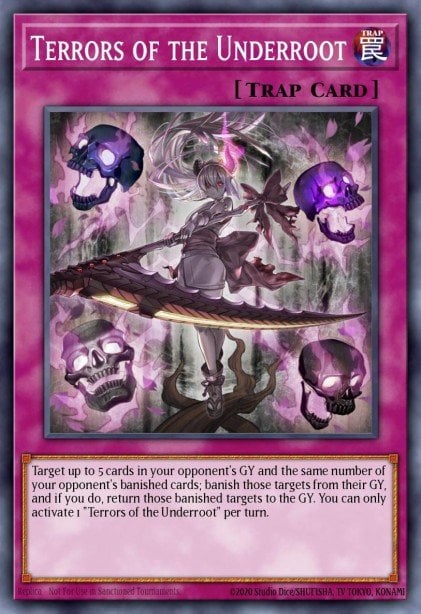 TERRORS OF THE UNDERROOT
TRAP
罠
[TRAP CARD]
Target up to 5 cards in your opponent's GY and the same number of
your opponent's banished cards; banish those targets from their GY,
and if you do, return those banished targets to the GY. You can only
activate 1 "Terrors of the Underroot" per turn.
Replica - Not For Use in Sanctioned Tournaments
©2020 Studio Dice/SHUEISHA, TV TOKYO, KONAMI